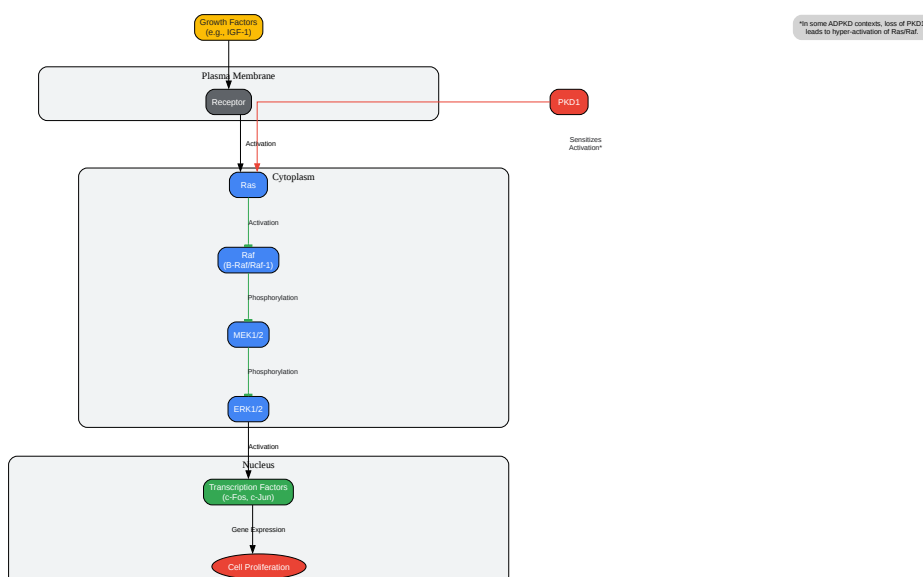 Growth Factors
(e.g., IGF-1)
*In some ADPKD contexts, loss of PKD1
leads to hyper-activation of Ras/Raf.
Plasma Membrane
Receptor
PKD1
Activation
Sensitizes
Activation*
Cytoplasm
Ras
Activation
Raf
(B-Raf/Raf-1)
Phosphorylation
MEK1/2
Phosphorylation
ERK1/2
Activation
Nucleus
Transcription Factors
(c-Fos, c-Jun)
Gene Expression
Cell Proliferation